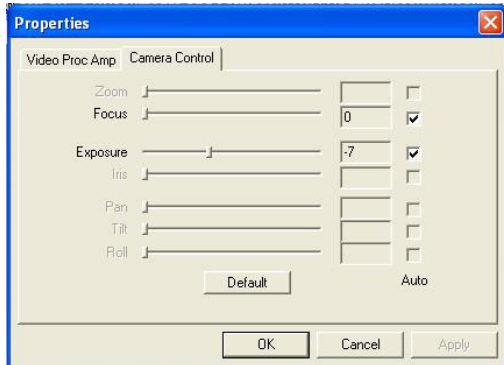 Properties
Video Proc Amp Camera Control
Zoom
Focus 0
Exposure -7
Iris
Pan
Tilt
Roll
Default Auto
OK Cancel Apply